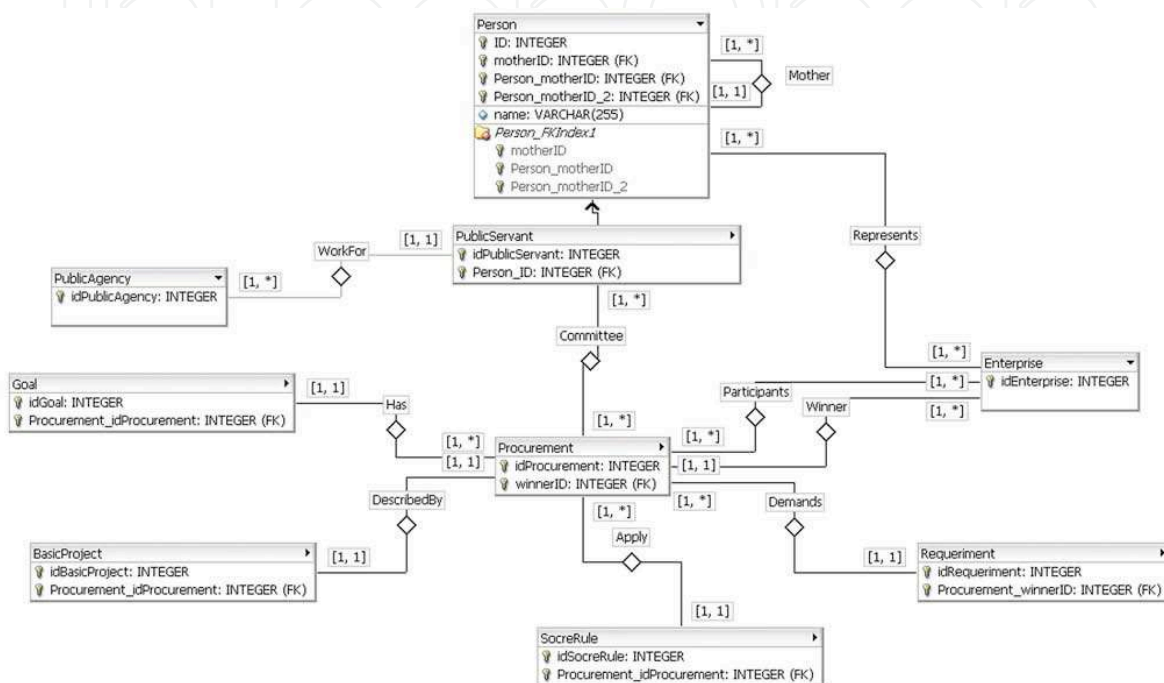 Person
ID: INTEGER
motherID: INTEGER (FK)
Person_motherID: INTEGER (FK)
Person_motherID_2: INTEGER (FK)
name: VARCHAR(255)
Person_FKIndex1
motherID
Person_motherID
Person_motherID_2
[1, *]
Mother
[1, 1]
[1, *]
Represents
[1, *]
PublicServant
idPublicServant: INTEGER
Person_ID: INTEGER (FK)
[1, 1]
WorkFor
[1, *]
PublicAgency
idPublicAgency: INTEGER
[1, *]
Committee
[1, *]
Enterprise
idEnterprise: INTEGER
[1, *]
Participants
[1, *]
[1, *]
Winner
[1, 1]
Goal
idGoal: INTEGER
Procurement_idProcurement: INTEGER (FK)
[1, 1]
Has
[1, *]
Procurement
idProcurement: INTEGER
winnerID: INTEGER (FK)
[1, 1]
DescribedBy
[1, 1]
BasicProject
idBasicProject: INTEGER
Procurement_idProcurement: INTEGER (FK)
[1, *]
Apply
[1, 1]
SocreRule
idSocreRule: INTEGER
Procurement_idProcurement: INTEGER (FK)
[1, *]
Demands
[1, 1]
Requeriment
idRequeriment: INTEGER
Procurement_winnerID: INTEGER (FK)